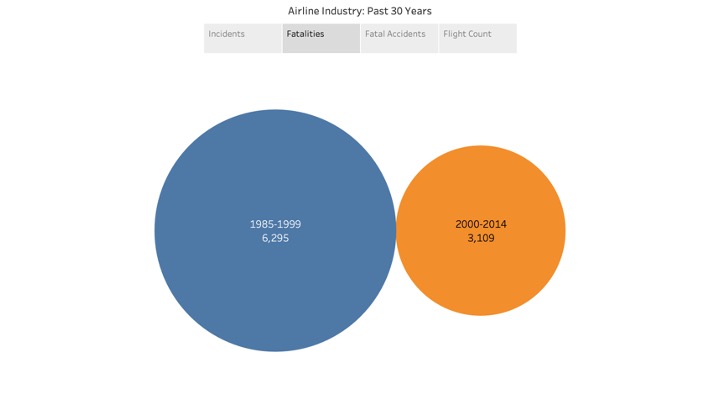 Airline Industry: Past 30 Years
Incidents
Fatalities
Fatal Accidents
Flight Count
1985-1999
6,295
2000-2014
3,109